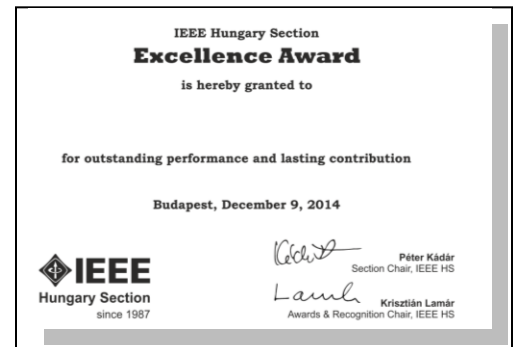 IEEE Hungary Section
Excellence Award
is hereby granted to
for outstanding performance and lasting contribution
Budapest, December 9, 2014
Péter Kádár
Section Chair, IEEE HS
IEEE
Hungary Section
since 1987
Krisztián Lamár
Awards & Recognition Chair, IEEE HS